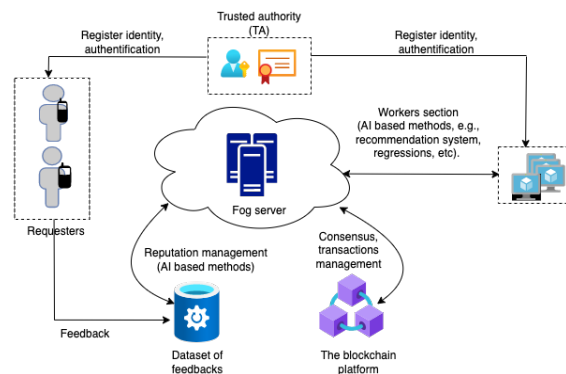 Trusted authority
(TA)
Register identity,
authentification
Register identity,
authentification
Workers section
(AI based methods, e.g.,
recommendation system,
regressions, etc).
Fog server
Requesters
Reputation management
(AI based methods)
Consensus,
transactions
management
Feedback
Dataset of
feedbacks
The blockchain
platform